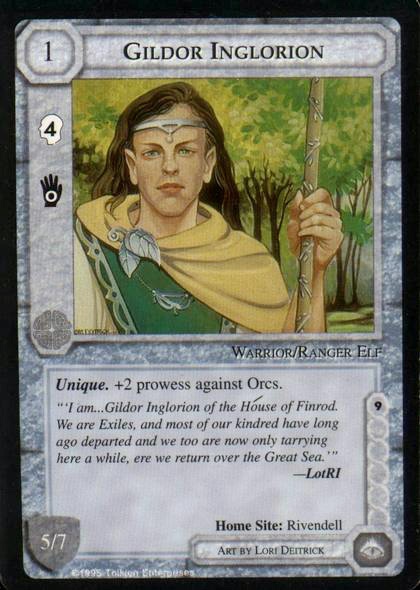 1
GILDOR INGLORION
4
WARRIOR/RANGER ELF
Unique. +2 prowess against Orcs.
"'I am...Gildor Inglorion of the House of Finrod.
We are Exiles, and most of our kindred have long
ago departed and we too are now only tarrying
here a while, ere we return over the Great Sea.'"
—LotRI
9
Home Site: Rivendell
5/7
ART BY LORI DEITRICK
©1995 Tolkien Enterprises